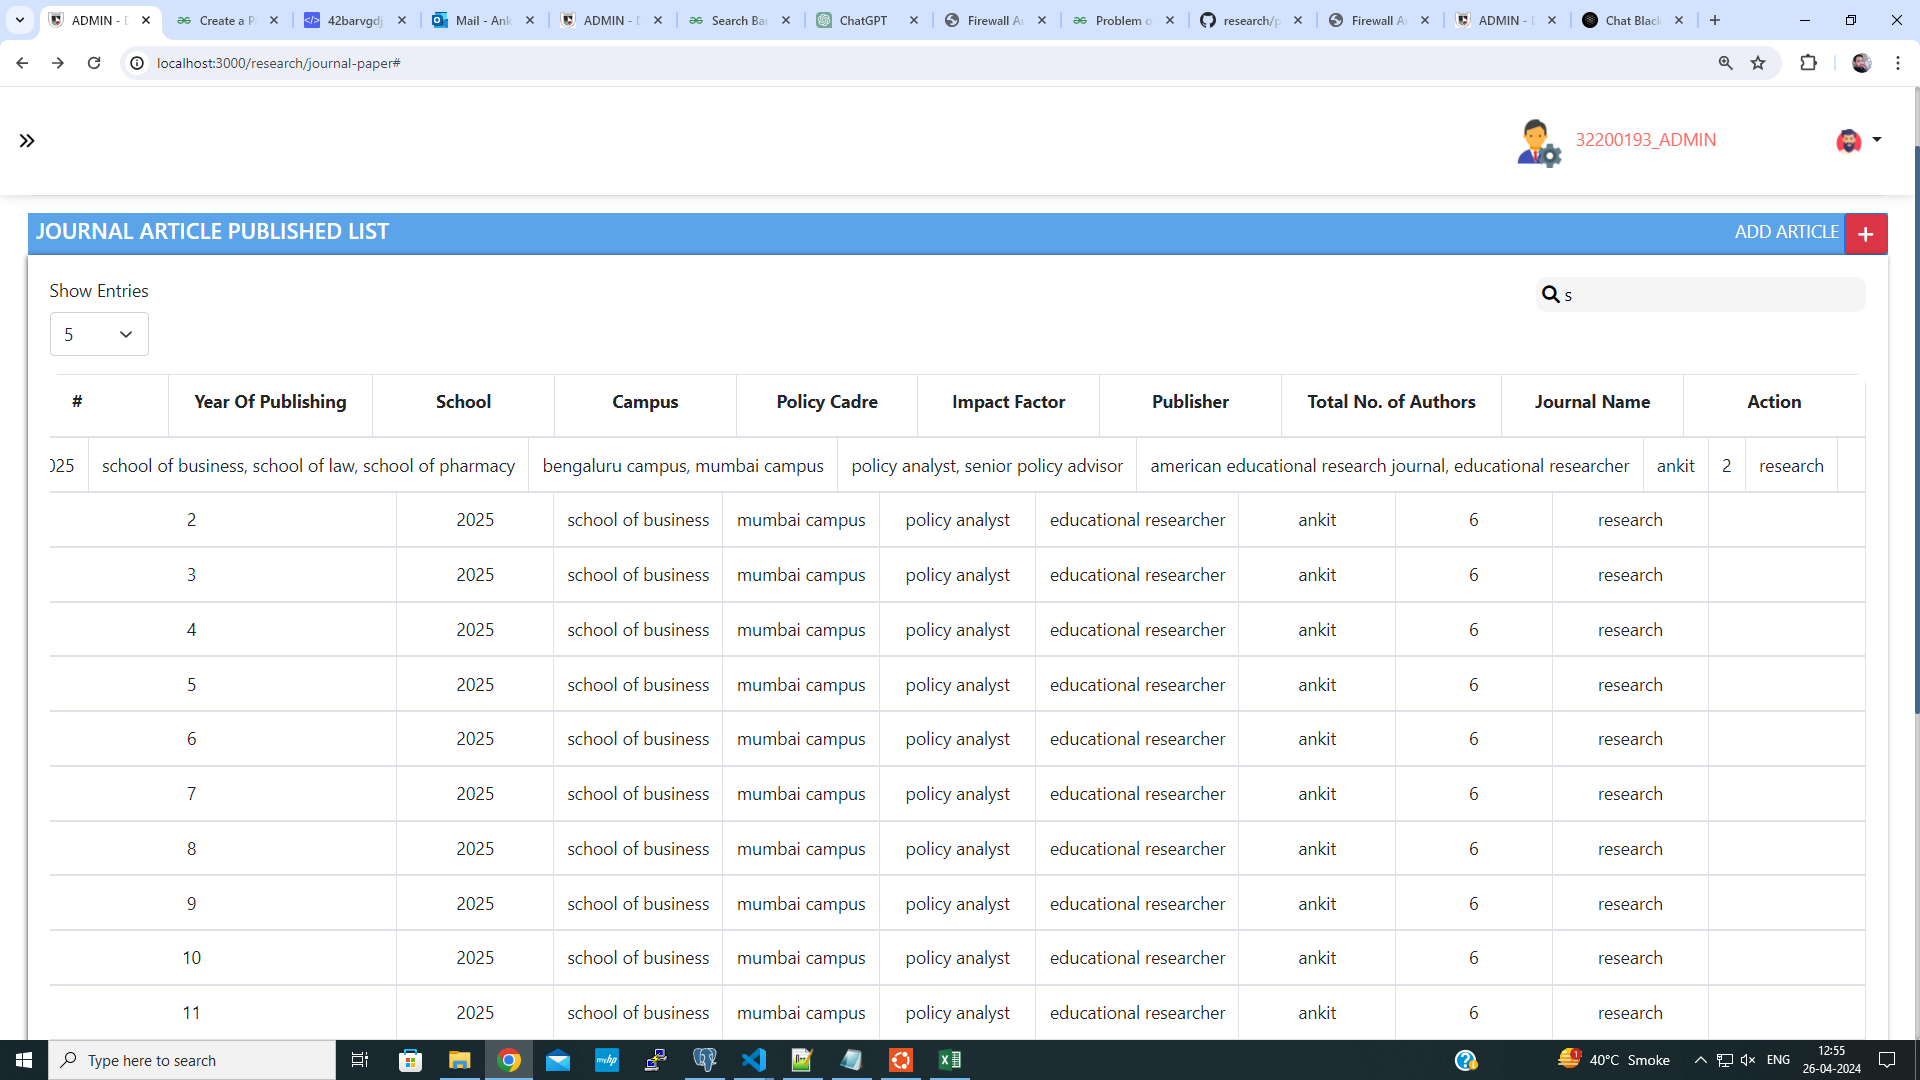 ADMIN - D
Create a P
42barvgdj
Mail - Ank
ADMIN - D
Search Bar
ChatGPT
Firewall Au
Problem o
research/p
Firewall Au
ADMIN - D
Chat Black
localhost:3000/research/journal-paper#
32200193_ADMIN
JOURNAL ARTICLE PUBLISHED LIST
ADD ARTICLE +
Show Entries
s
5
# Year Of Publishing School Campus Policy Cadre Impact Factor Publisher Total No. of Authors Journal Name Action
025 school of business, school of law, school of pharmacy bengaluru campus, mumbai campus policy analyst, senior policy advisor american educational research journal, educational researcher ankit 2 research
2 2025 school of business mumbai campus policy analyst educational researcher ankit 6 research
3 2025 school of business mumbai campus policy analyst educational researcher ankit 6 research
4 2025 school of business mumbai campus policy analyst educational researcher ankit 6 research
5 2025 school of business mumbai campus policy analyst educational researcher ankit 6 research
6 2025 school of business mumbai campus policy analyst educational researcher ankit 6 research
7 2025 school of business mumbai campus policy analyst educational researcher ankit 6 research
8 2025 school of business mumbai campus policy analyst educational researcher ankit 6 research
9 2025 school of business mumbai campus policy analyst educational researcher ankit 6 research
10 2025 school of business mumbai campus policy analyst educational researcher ankit 6 research
11 2025 school of business mumbai campus policy analyst educational researcher ankit 6 research
Type here to search
myhp
1
40°C Smoke
ENG
12:55
26-04-2024